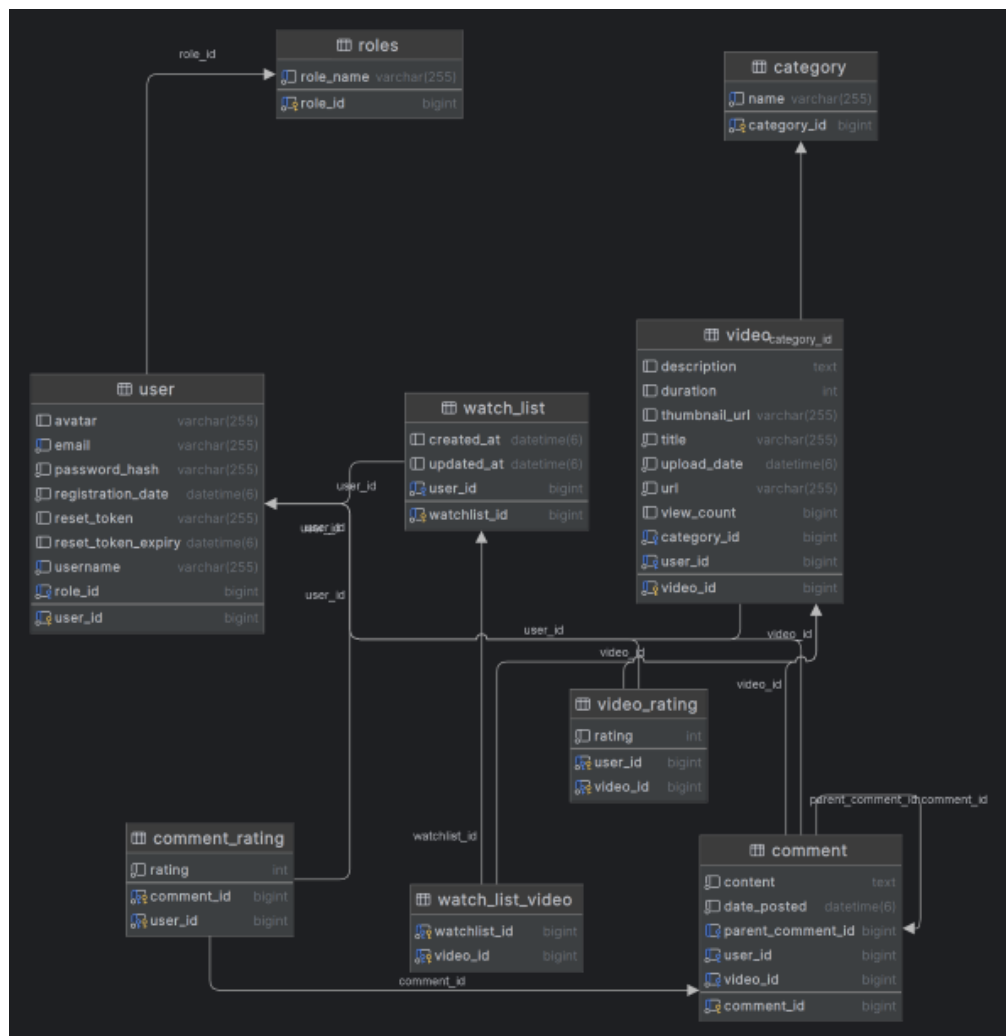 role_id
roles
role_name varchar(255)
role_id bigint
category
name varchar(255)
category_id bigint
user
avatar varchar(255)
email varchar(255)
password_hash varchar(255)
registration_date datetime(6)
reset_token varchar(255)
reset_token_expiry datetime(6)
username varchar(255)
role_id bigint
user_id bigint
watch_list
created_at datetime(6)
updated_at datetime(6)
user_id bigint
watchlist_id bigint
video
category_id
description text
duration int
thumbnail_url varchar(255)
title varchar(255)
upload_date datetime(6)
url varchar(255)
view_count bigint
category_id bigint
user_id bigint
video_id bigint
user_id
user_id
user_id
user_id
user_id
video_id
video_id
video_id
video_rating
rating int
user_id bigint
video_id bigint
watchlist_id
comment_rating
rating int
comment_id bigint
user_id bigint
watch_list_video
watchlist_id bigint
video_id bigint
parent_comment_id:comment_id
comment
content text
date_posted datetime(6)
parent_comment_id bigint
user_id bigint
video_id bigint
comment_id bigint
comment_id